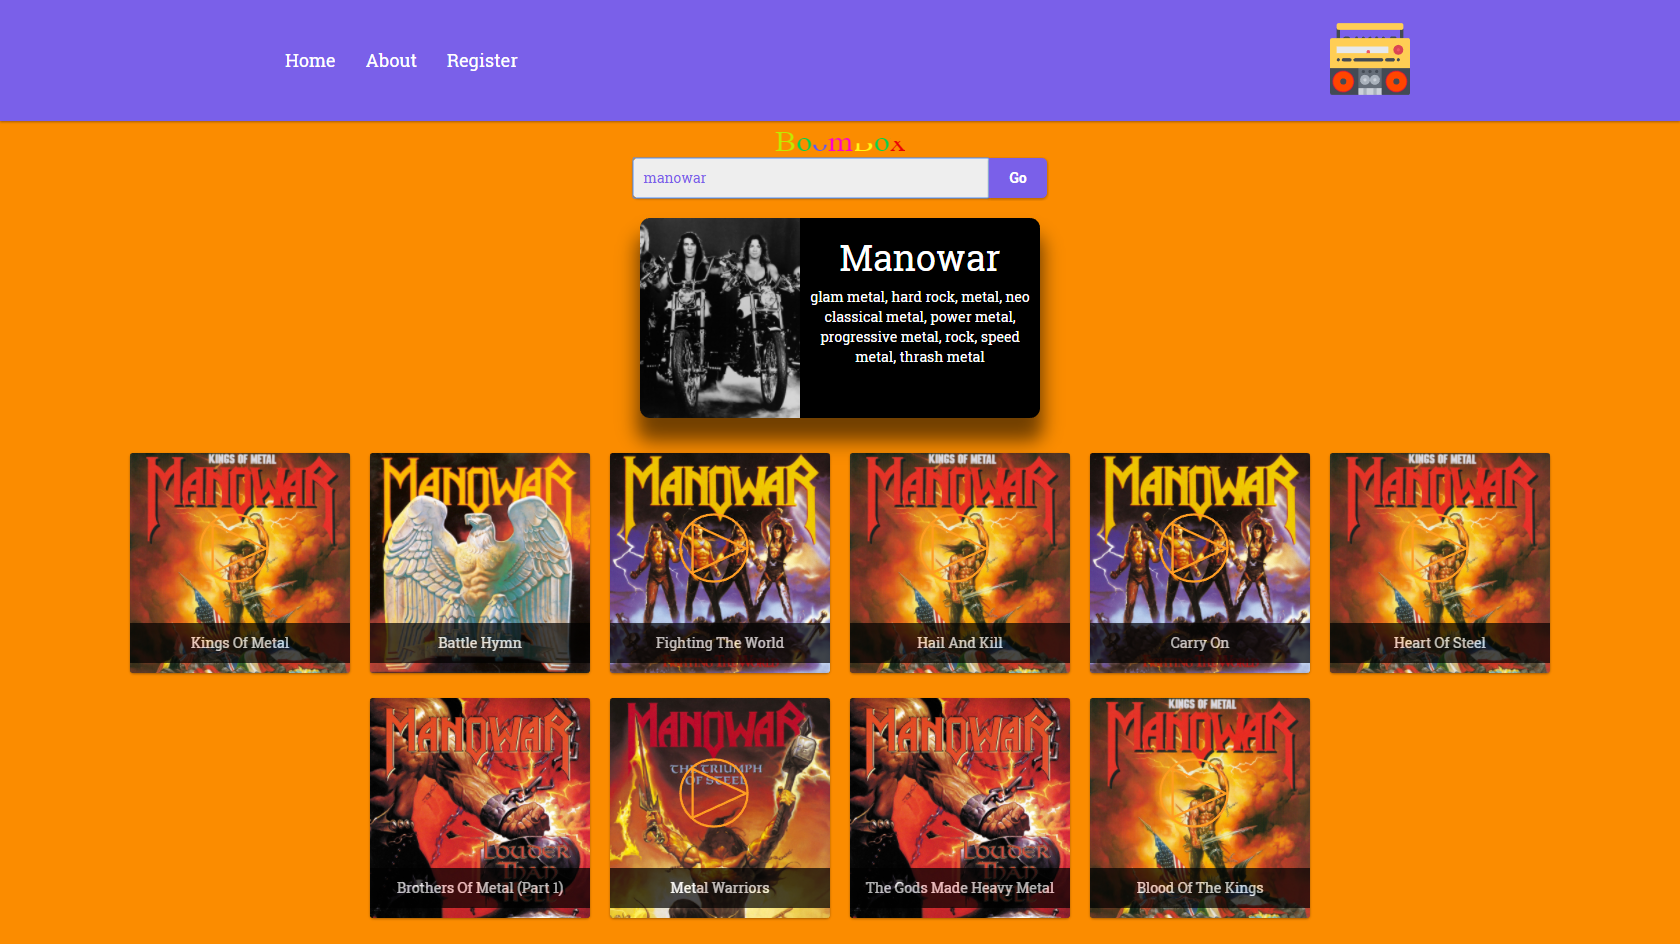 Home About Register
BoomBox
manowar Go
Manowar
glam metal, hard rock, metal, neo
classical metal, power metal,
progressive metal, rock, speed
metal, thrash metal
KINGS OF METAL
MANOWAR
Kings Of Metal
MANOWAR
Battle Hymn
MANOWAR
Fighting The World
KINGS OF METAL
MANOWAR
Hail And Kill
MANOWAR
Carry On
KINGS OF METAL
MANOWAR
Heart Of Steel
MANOWAR
LOUDER
THAN
HELL
Brothers Of Metal (Part 1)
MANOWAR
THE TRIUMPH
OF STEEL
Metal Warriors
MANOWAR
LOUDER
THAN
HELL
The Gods Made Heavy Metal
KINGS OF METAL
MANOWAR
Blood Of The Kings